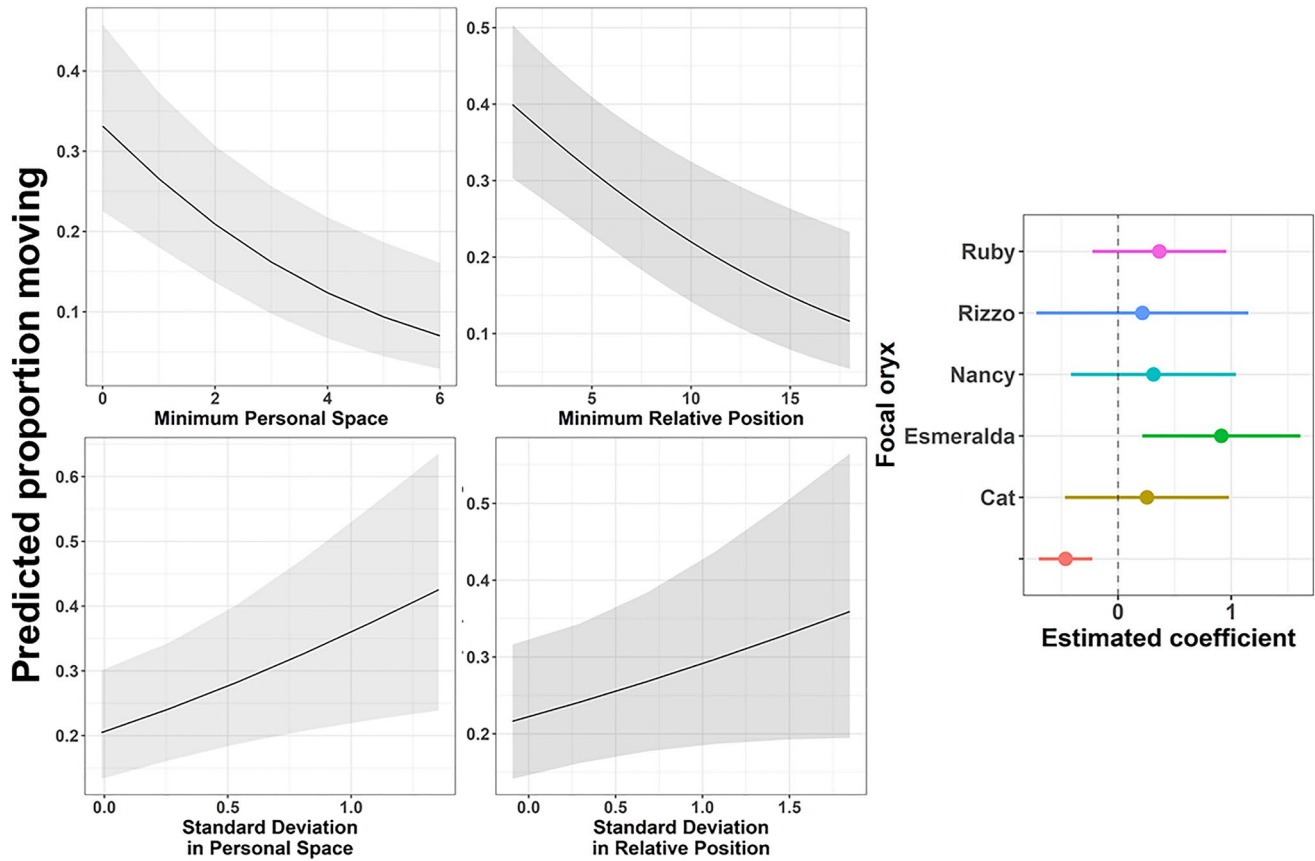 Predicted proportion moving
0.4
0.3
0.2
0.1
0
2
4
6
Minimum Personal Space
0.5
0.4
0.3
0.2
0.1
5
10
15
Minimum Relative Position
0.6
0.5
0.4
0.3
0.2
0.0
0.5
1.0
Standard Deviation
in Personal Space
0.5
0.4
0.3
0.2
0.0
0.5
1.0
1.5
Standard Deviation
in Relative Position
Focal oryx
Ruby
Rizzo
Nancy
Esmeralda
Cat
0
1
Estimated coefficient